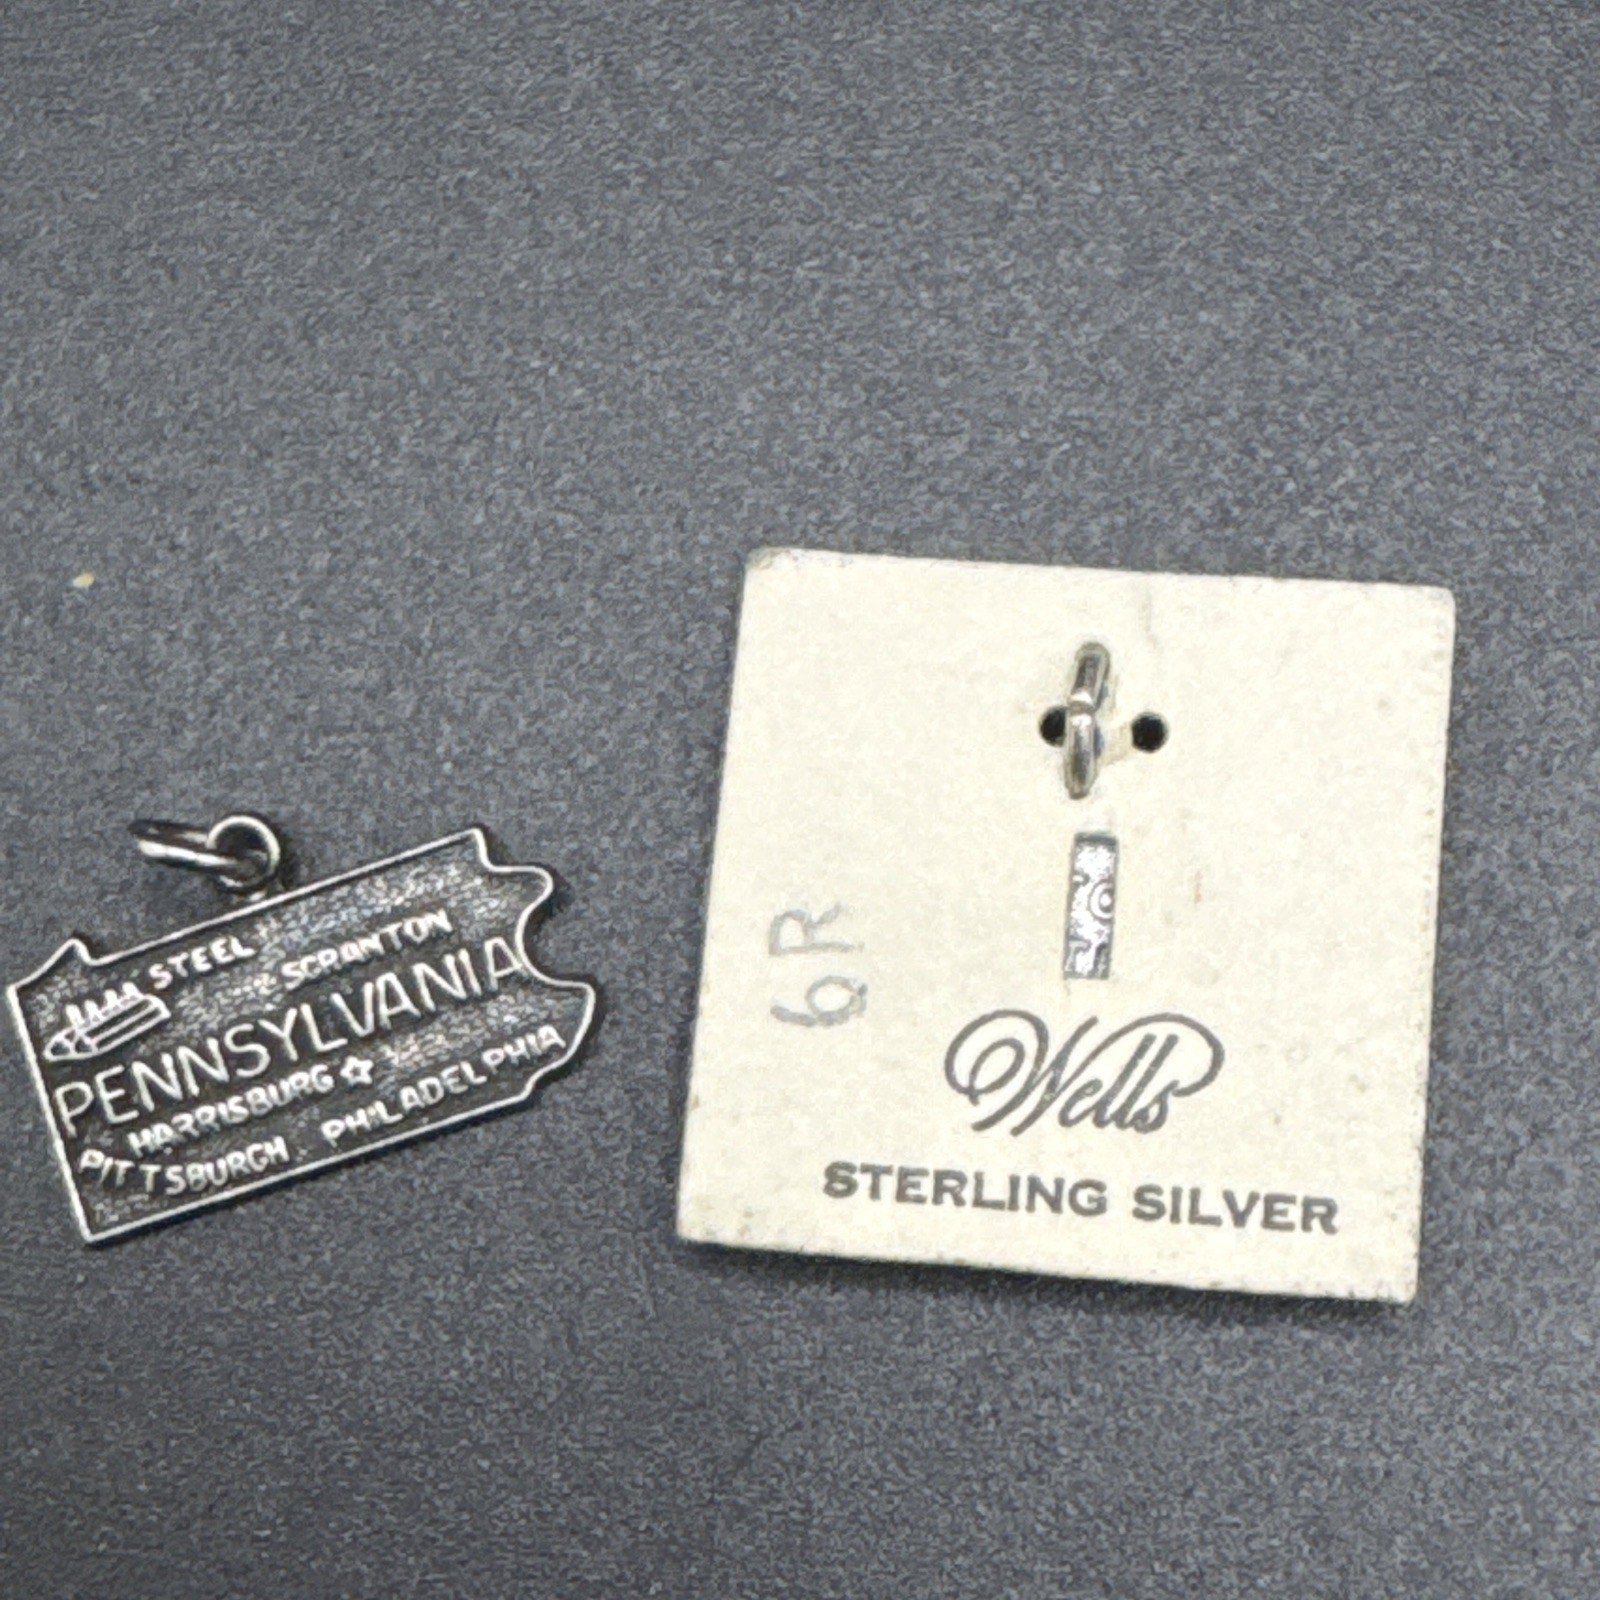 STEEL
SCRANTON
PENNSYLVANIA
HARRISBURG
PITTSBURGH PHILADELPHIA
6R
Wells
STERLING SILVER